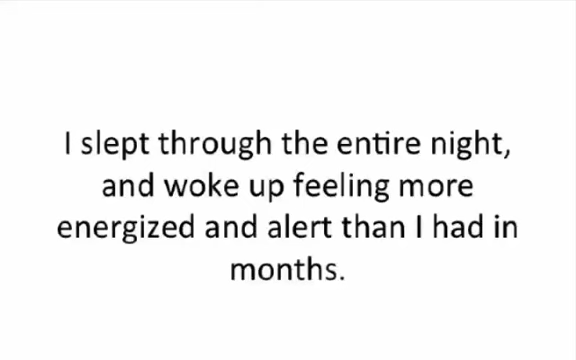 I slept through the entire night,
and woke up feeling more
energized and alert than I had in
months.